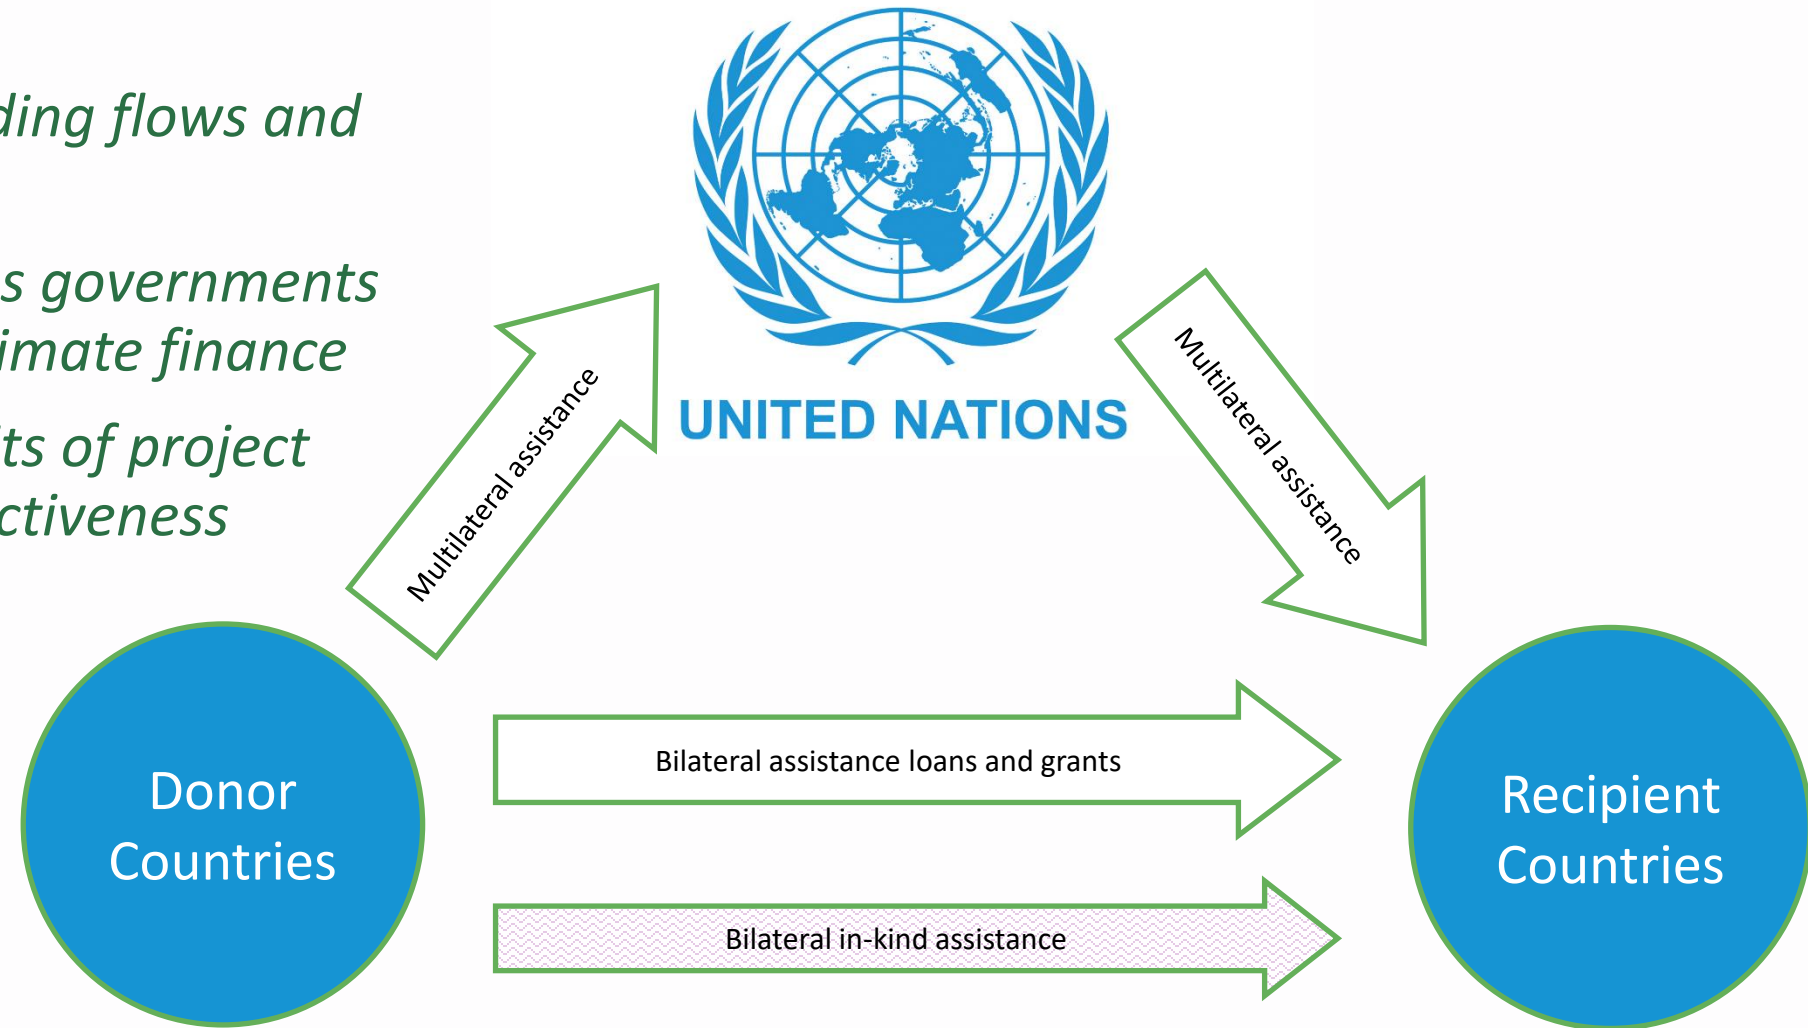 ding flows and
s governments
imate finance
ts of project
ctiveness
UNITED NATIONS
Multilateral assistance
Multilateral assistance
Donor
Countries
Bilateral assistance loans and grants
Bilateral in-kind assistance
Recipient
Countries